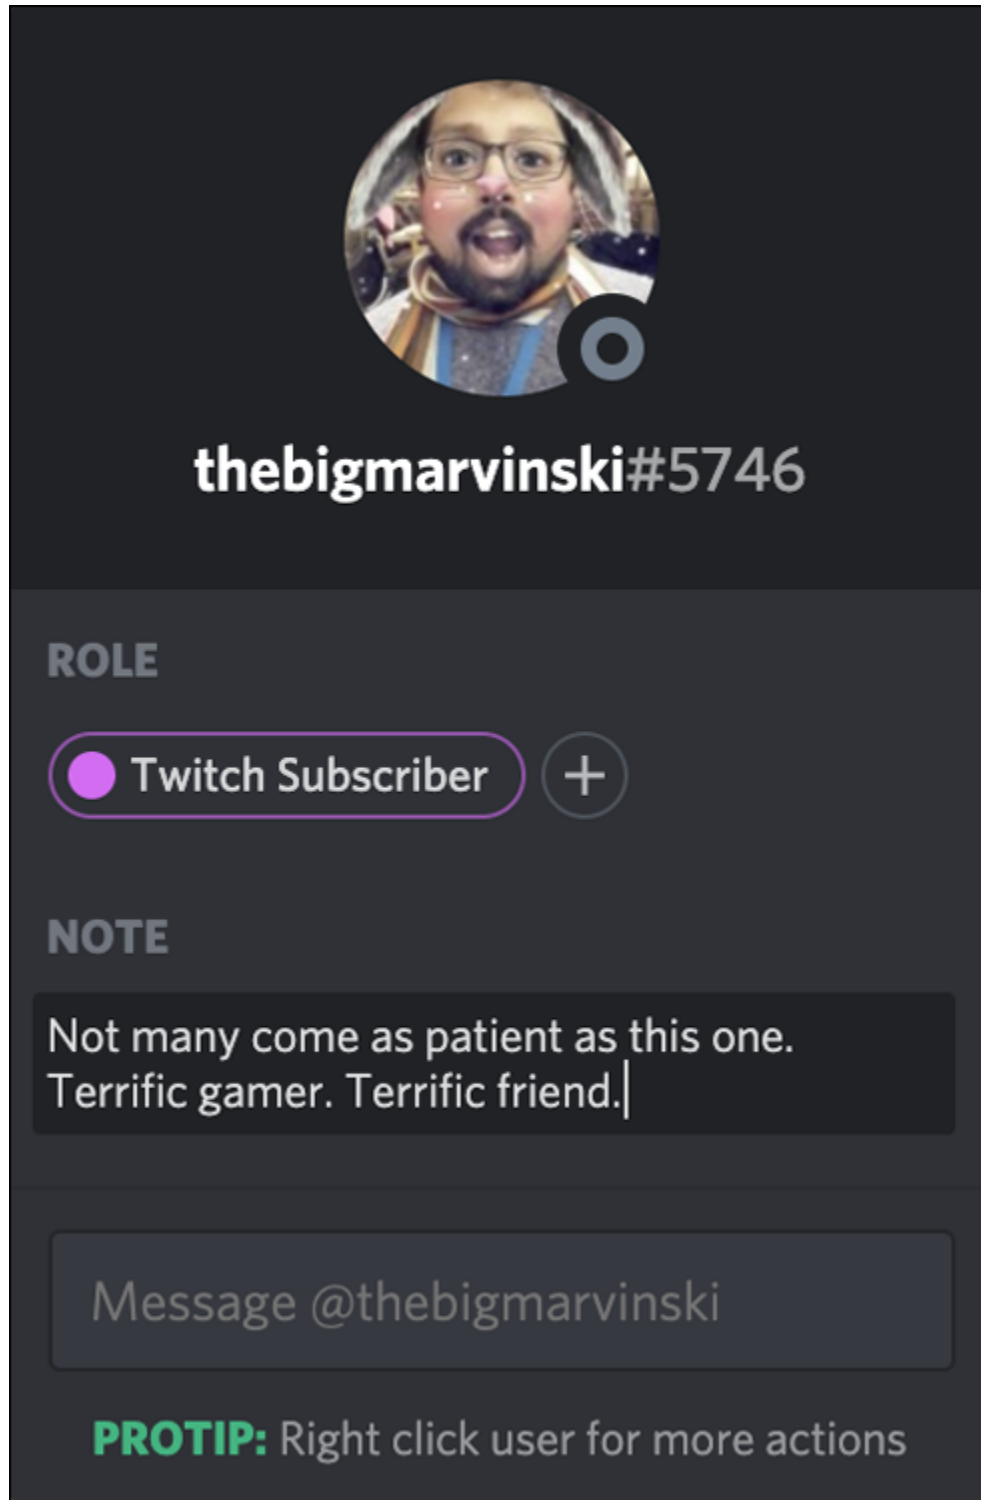 thebigmarvinski#5746
ROLE
Twitch Subscriber
NOTE
Not many come as patient as this one.
Terrific gamer. Terrific friend.
Message @thebigmarvinski
PROTIP: Right click user for more actions